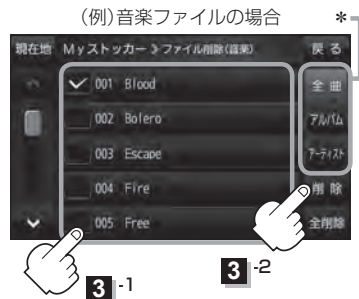 (例)音楽ファイルの場合
*
現在地 Myストッカー > ファイル削除(音楽) 戻る
001 Blood 全曲
002 Bolero アルバム
003 Escape アーティスト
004 Fire 削除
005 Free 全削除
3 -1
3 -2